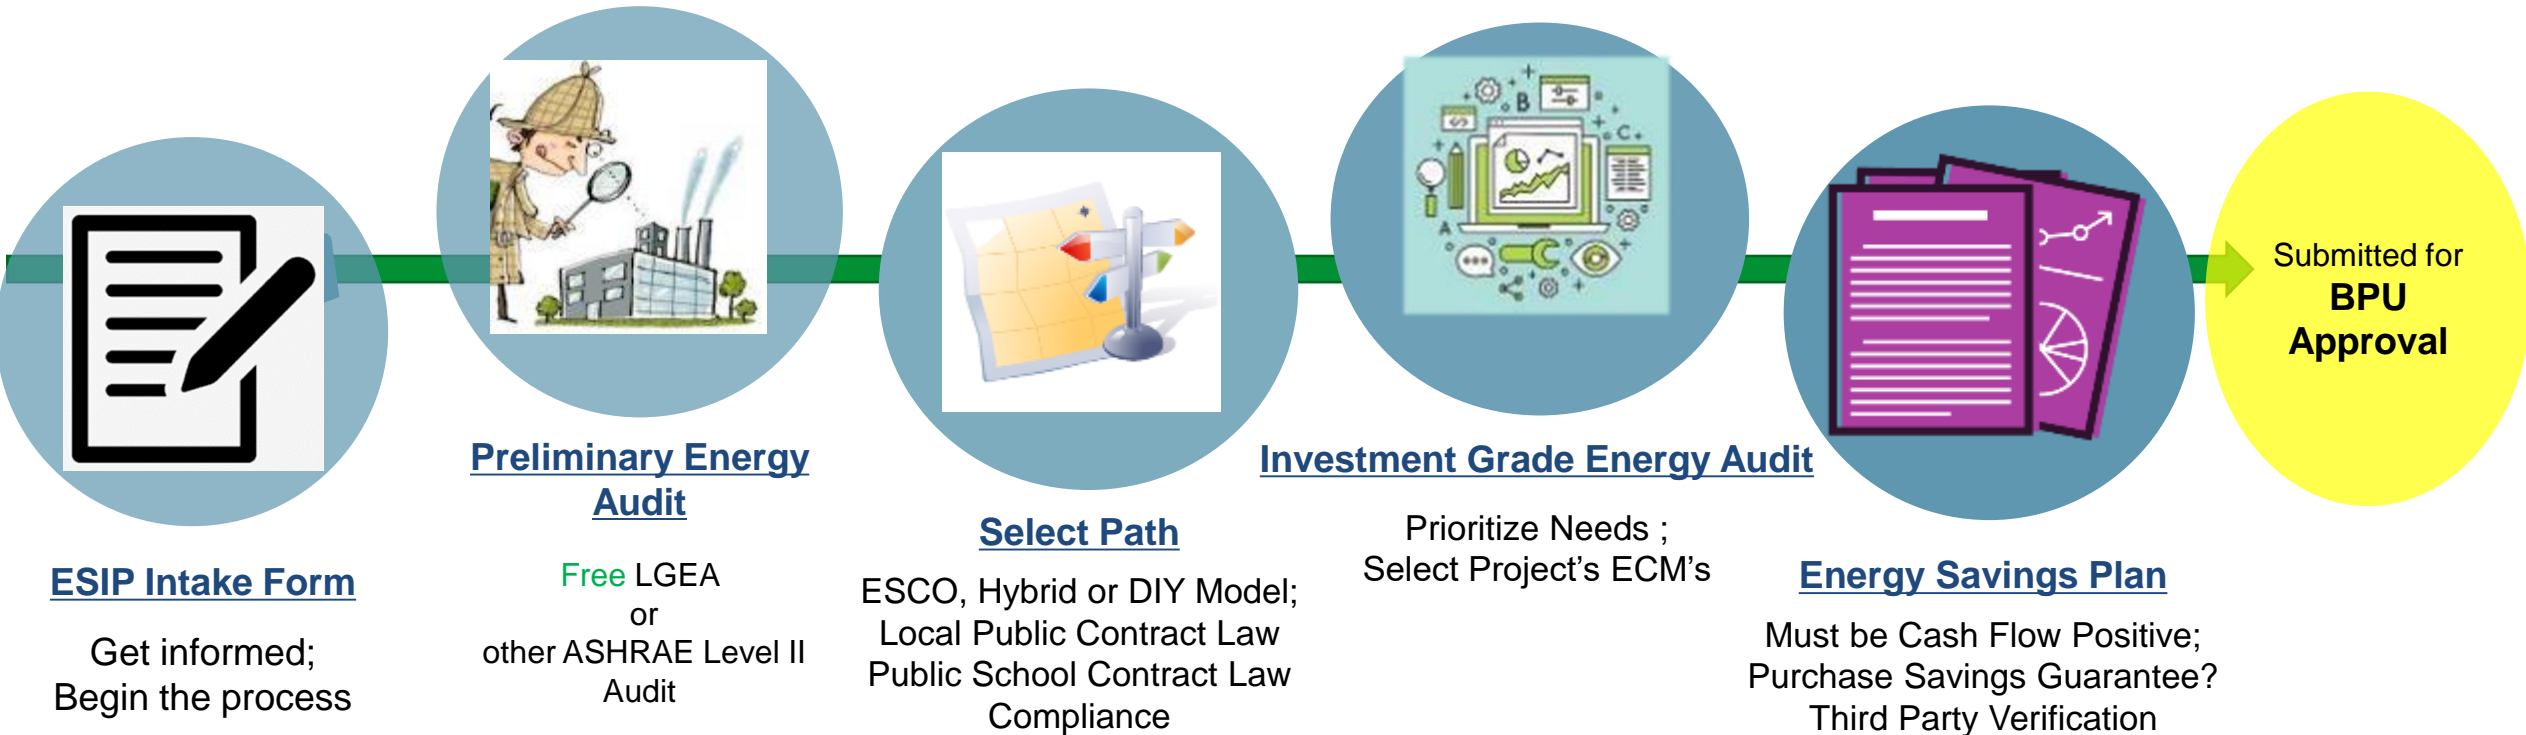 ESIP Intake Form
Get informed;
Begin the process
Preliminary Energy
Audit
Free LGEA
or
other ASHRAE Level II
Audit
Select Path
ESCO, Hybrid or DIY Model;
Local Public Contract Law
Public School Contract Law
Compliance
B
C
A
Investment Grade Energy Audit
Prioritize Needs ;
Select Project's ECM's
Energy Savings Plan
Must be Cash Flow Positive;
Purchase Savings Guarantee?
Third Party Verification
Submitted for
BPU
Approval